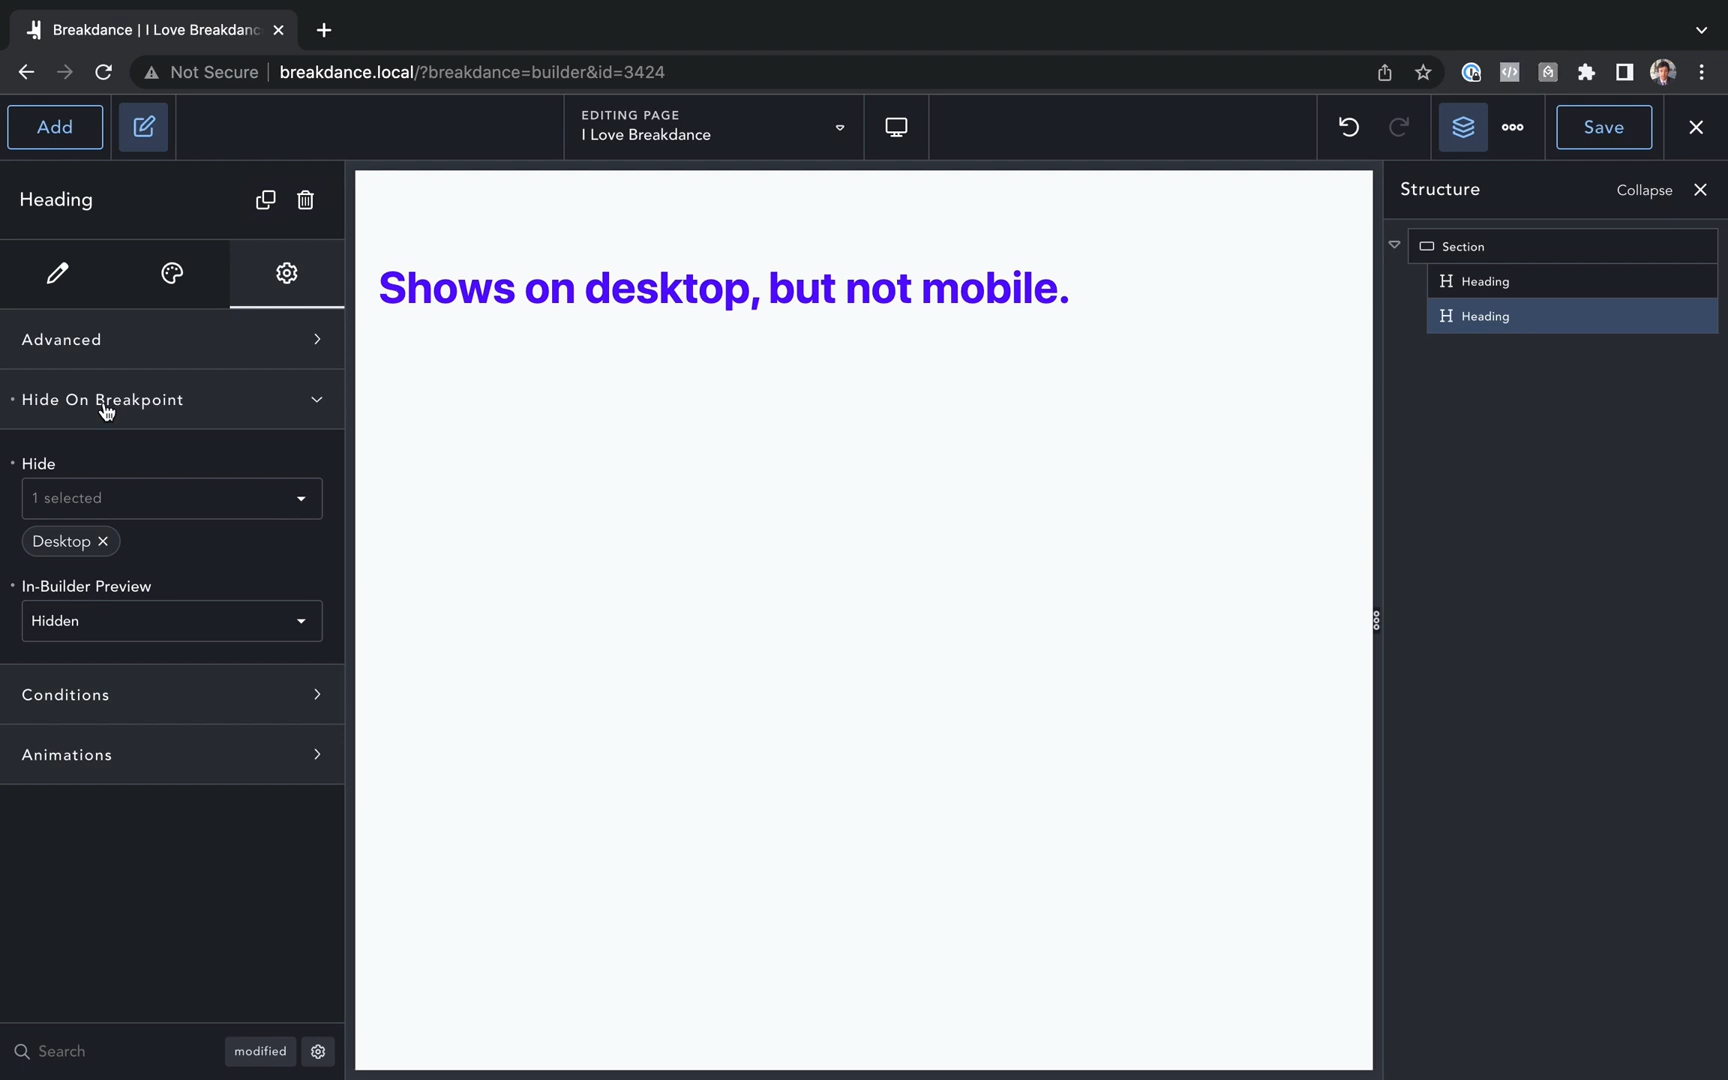 Breakdance | I Love Breakdanc
Not Secure
breakdance.local/?breakdance=builder&id=3424
Add
EDITING PAGE
I Love Breakdance
Save
Heading
Structure
Collapse
Section
Heading
Heading
Shows on desktop, but not mobile.
Advanced
Hide On Breakpoint
Hide
1 selected
Desktop
In-Builder Preview
Hidden
Conditions
Animations
Search
modified